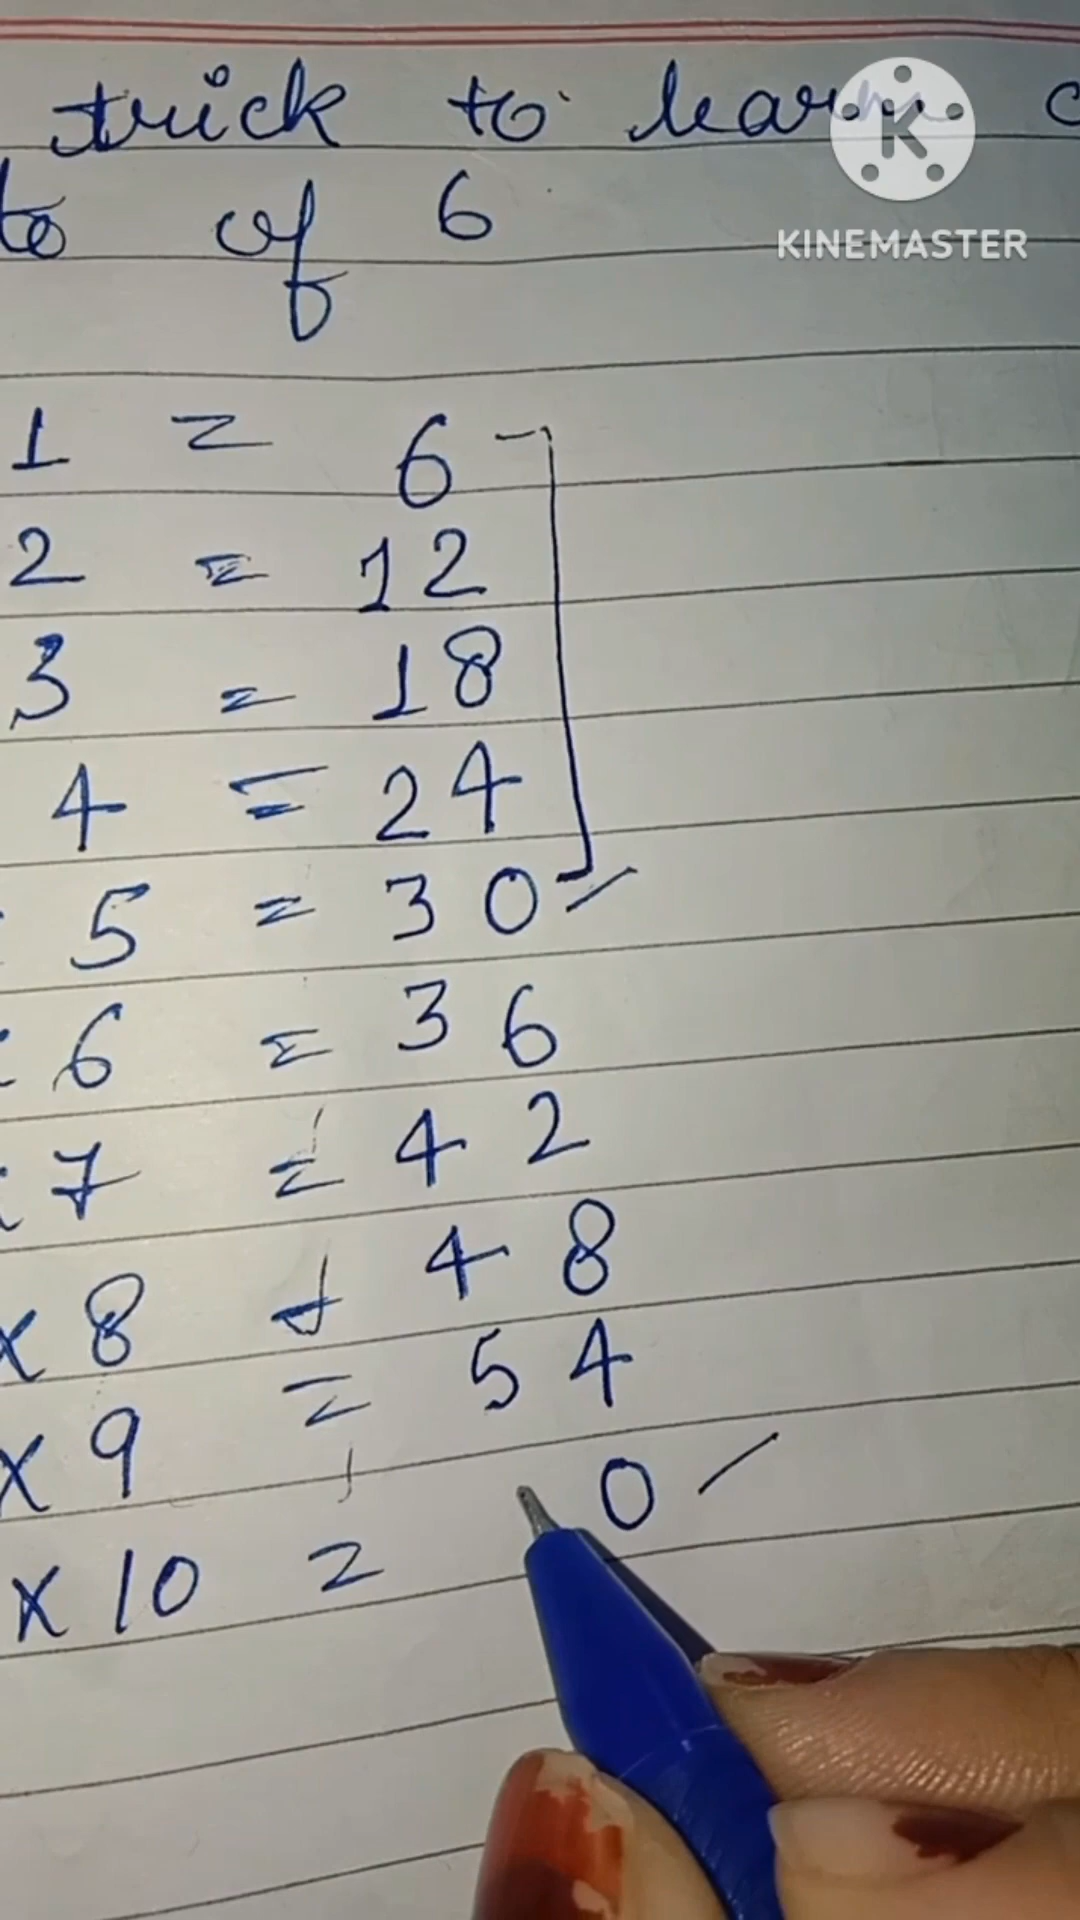 trick to learn
of 6
KINEMASTER
1 = 6
2 = 12
3 = 18
4 = 24
5 = 30
6 = 36
7 = 42
x 8 = 48
x 9 = 54
x 10 = 0